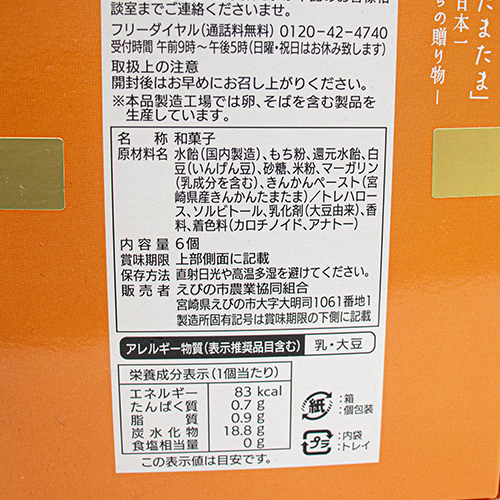 談室までご連絡くださいませ。
フリーダイヤル(通話料無料) 0120-42-4740
受付時間 午前9時〜午後5時(日曜・祝日はお休み致します)
取扱上の注意
開封後はお早めにお召し上がりください。
※本品製造工場では卵、そばを含む製品を
生産しています。
名称 和菓子
原材料名 水飴(国内製造)、もち粉、還元水飴、白
豆(いんげん豆)、砂糖、米粉、マーガリン
(乳成分を含む)、きんかんペースト(宮
崎県産きんかんたまたま)/トレハロー
ス、ソルビトール、乳化剤(大豆由来)、香
料、着色料(カロチノイド、アナトー)
内容量 6個
賞味期限 上部側面に記載
保存方法 直射日光や高温多湿を避けてください。
販売者 えびの市農業協同組合
宮崎県えびの市大字大明司1061番地1
製造所固有記号は賞味期限の下側に記載
アレルギー物質(表示推奨品目含む) 乳・大豆
栄養成分表示(1個当たり)
エネルギー 83 kcal
たんぱく質 0.7 g
脂質 0.9 g
炭水化物 18.8 g
食塩相当量 0 g
この表示値は目安です。
紙 :箱
:個包装
プラ :内袋
:トレイ
たまたま」
日本一
ちの贈り物ー